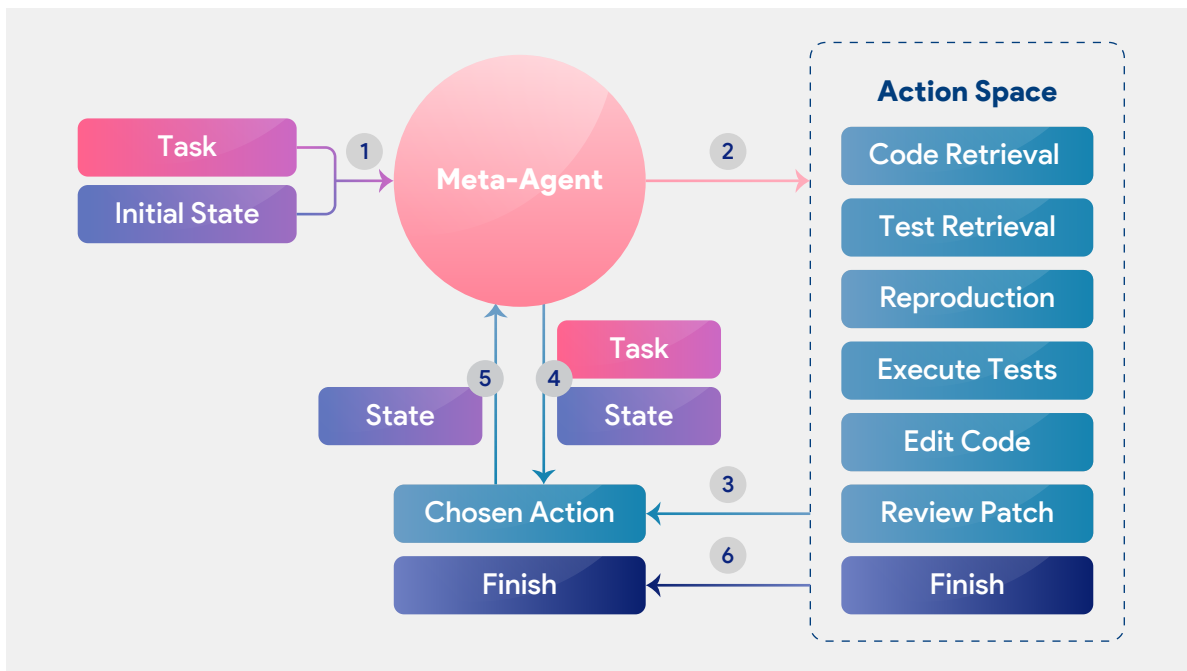 Task
Initial State
1
Meta-Agent
2
Action Space
Code Retrieval
Test Retrieval
Reproduction
Execute Tests
Edit Code
Review Patch
Finish
5
State
4
Task
State
3
Chosen Action
6
Finish